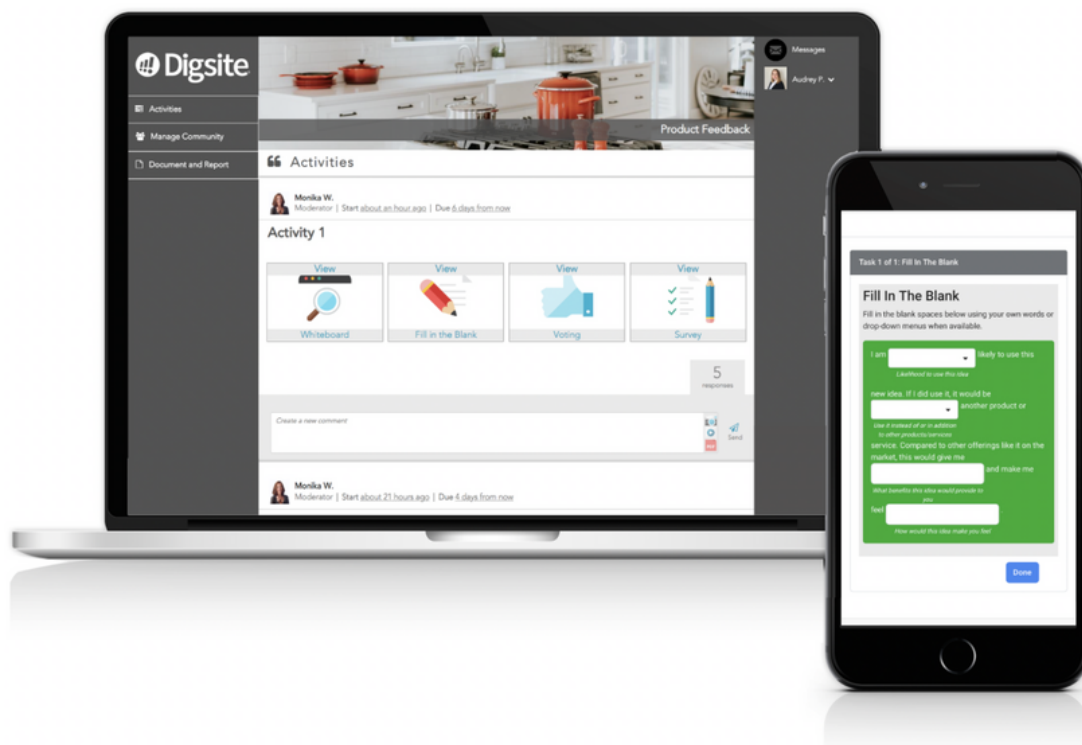 Digsite
Activities
Manage Community
Document and Report
Product Feedback
Messages
Audrey P.
Activities
Monika W.
Moderator | Start about an hour ago | Due 6 days from now
Activity 1
View
Whiteboard
View
Fill in the Blank
View
Voting
View
Survey
5
responses
Create a new comment
Send
Monika W.
Moderator | Start about 21 hours ago | Due 4 days from now
Task 1 of 1: Fill In The Blank
Fill In The Blank
Fill in the blank spaces below using your own words or
drop-down menus when available.
I am likely to use this
Likelihood to use this idea
new idea. If I did use it, it would be
another product or
Use it instead of or in addition
to other products/services
service. Compared to other offerings like it on the
market, this would give me
and make me
What benefits this idea would provide to
you
feel
How would this idea make you feel
Done